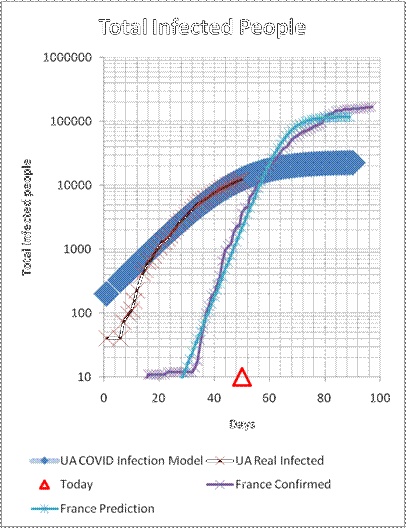 Total Infected People
1000000
100000
10000
1000
100
10
Total Infected people
0 20 40 60 80 100
Days
UA COVID Infection Model UA Real Infected
Today France Confirmed
France Prediction